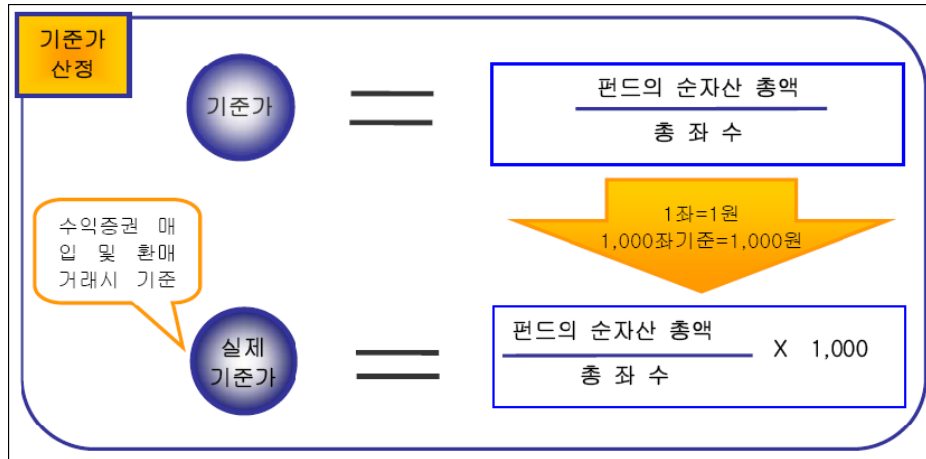 기준가
산정
기준가
펀드의 순자산 총액
총 좌 수
1좌=1원
1,000좌기준=1,000원
수익증권 매
입 및 환매
거래시 기준
실제
기준가
펀드의 순자산 총액
총 좌 수
X 1,000